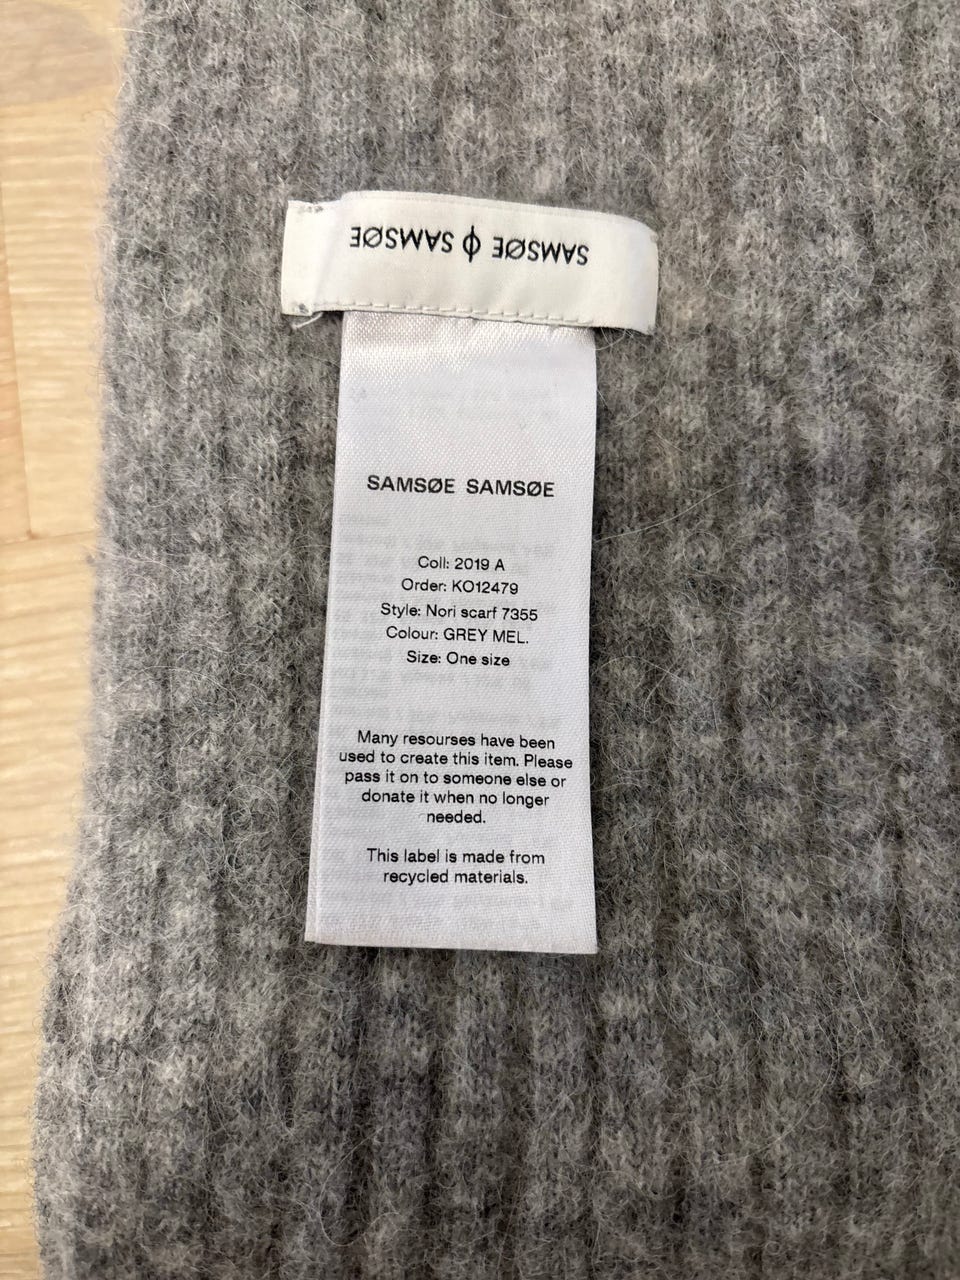 SAMSØE ɸ SAMSØE
SAMSØE SAMSØE
Coll: 2019 A
Order: KO12479
Style: Nori scarf 7355
Colour: GREY MEL.
Size: One size
Many resourses have been
used to create this item. Please
pass it on to someone else or
donate it when no longer
needed.
This label is made from
recycled materials.